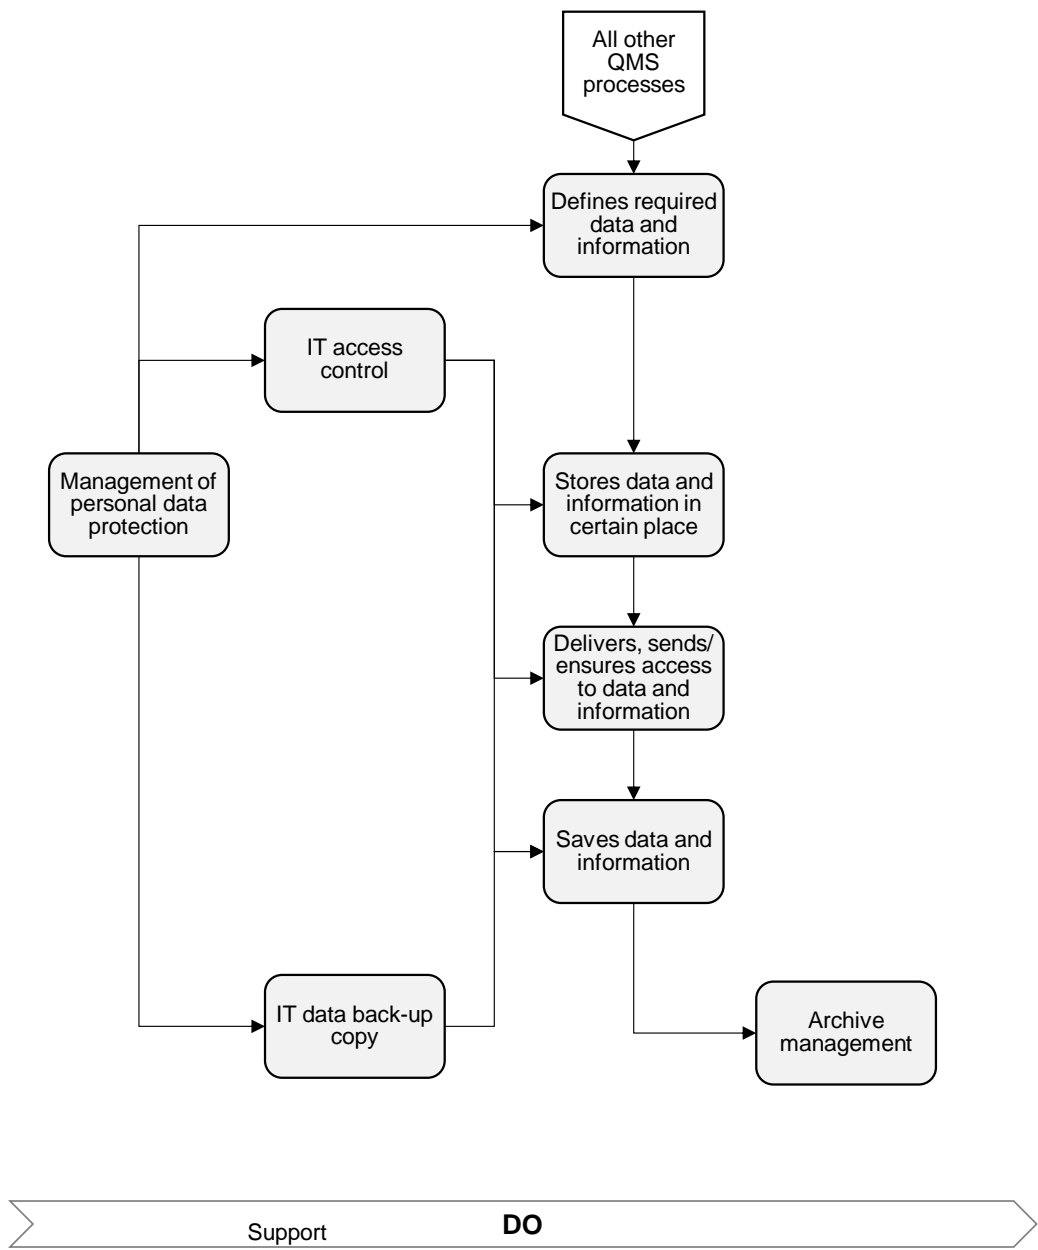 All other
QMS
processes
Defines required
data and
information
IT access
control
Management of
personal data
protection
Stores data and
information in
certain place
Delivers, sends/
ensures access
to data and
information
Saves data and
information
IT data back-up
copy
Archive
management
Support
DO